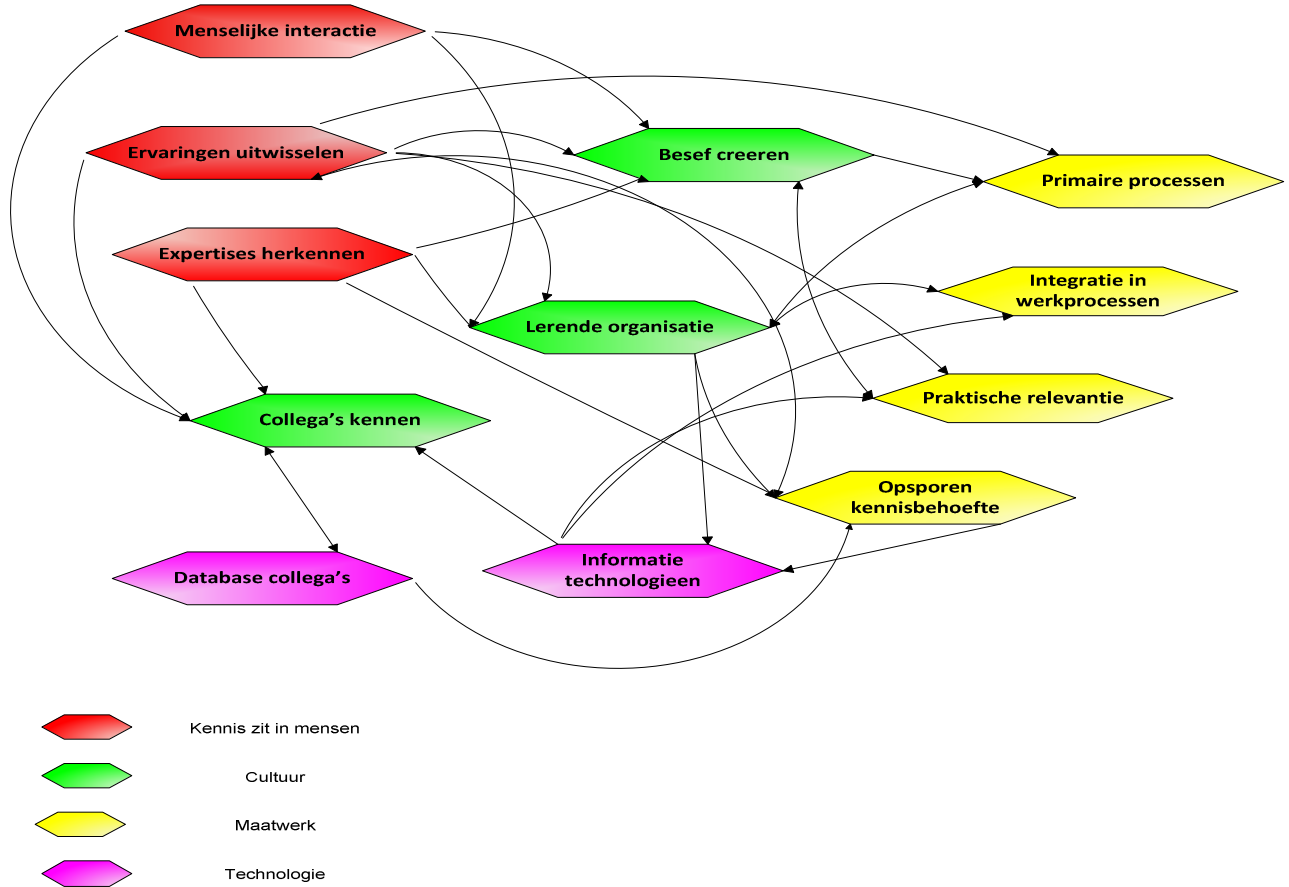 Menselijke interactie
Ervaringen uitwisselen
Besef creeren
Primaire processen
Expertises herkennen
Integratie in
werkprocessen
Lerende organisatie
Praktische relevantie
Collega’s kennen
Opsporen
kennisbehoefte
Database collega’s
Informatie
technologieen
Kennis zit in mensen
Cultuur
Maatwerk
Technologie